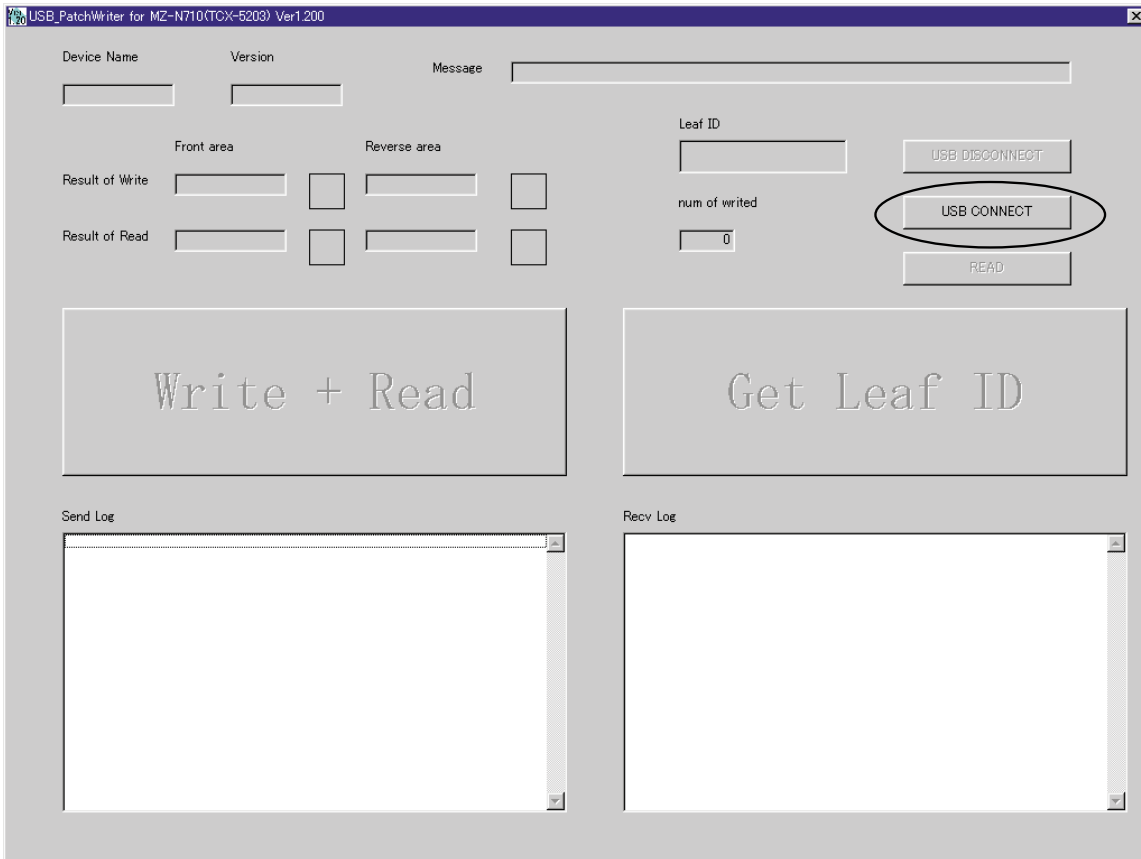 USB_PatchWriter for MZ-N710(TCX-5203) Ver1.200
Device Name
Version
Message
Leaf ID
Front area
Reverse area
USB DISCONNECT
Result of Write
num of writed
USB CONNECT
Result of Read
0
READ
Write + Read
Get Leaf ID
Send Log
Recv Log